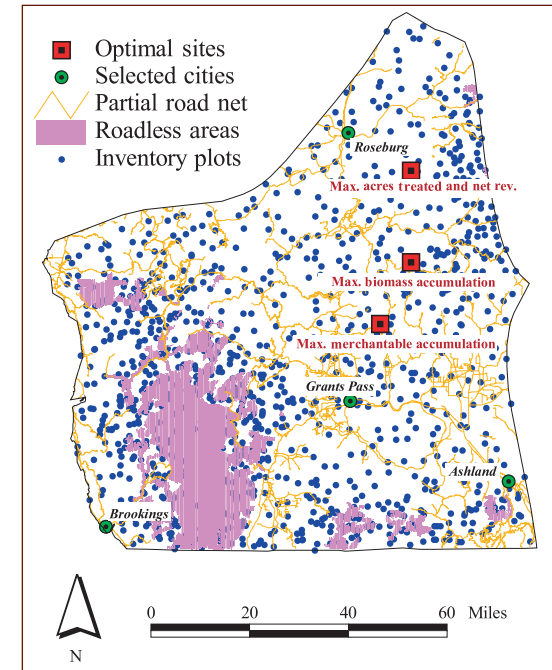 Optimal sites
Selected cities
Partial road net
Roadless areas
Inventory plots
Roseburg
Max. acres treated and net rev.
Max. biomass accumulation
Max. merchantable accumulation
Grants Pass
Ashland
Brookings
N
0 20 40 60 Miles